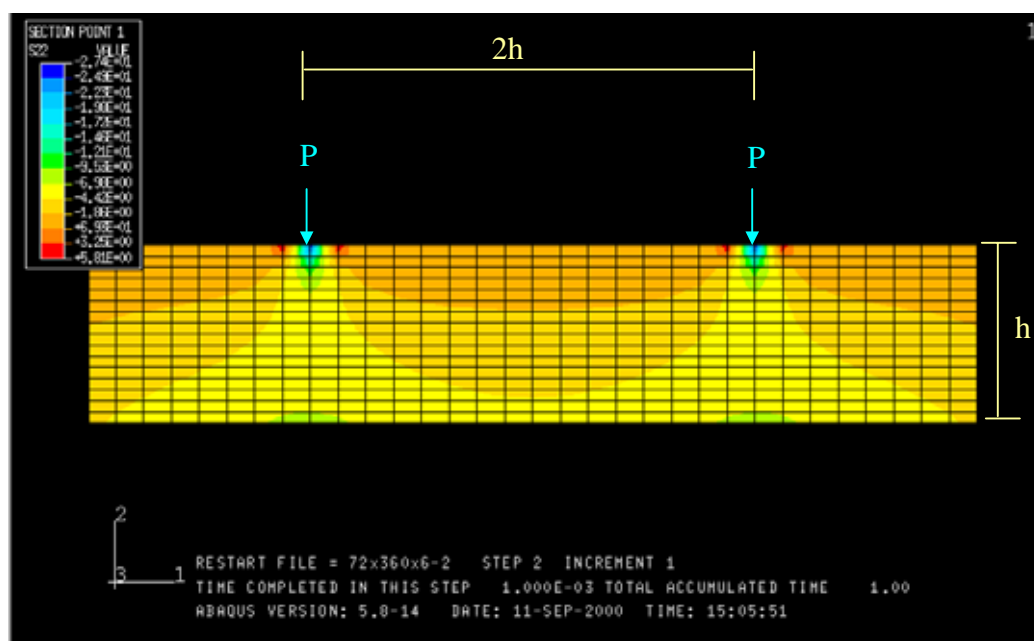 SECTION POINT 1
S22 VALUE
-2.74E+01
-2.49E+01
-2.23E+01
-1.98E+01
-1.72E+01
-1.46E+01
-1.21E+01
-9.53E+00
-6.98E+00
-4.42E+00
-1.86E+00
+6.93E-01
+3.25E+00
+5.81E+00
1
2h
P
P
h
2
3
1
RESTART FILE = 72x360x6-2 STEP 2 INCREMENT 1
TIME COMPLETED IN THIS STEP 1.000E-03 TOTAL ACCUMULATED TIME 1.00
ABAQUS VERSION: 5.8-14 DATE: 11-SEP-2000 TIME: 15:05:51